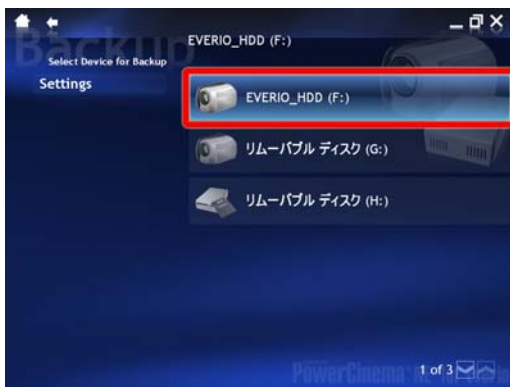 Backup
EVERIO_HDD (F:)
Select Device for Backup
Settings
EVERIO_HDD (F:)
リムーバブル ディスク (G:)
リムーバブル ディスク (H:)
1 of 3
PowerCinema